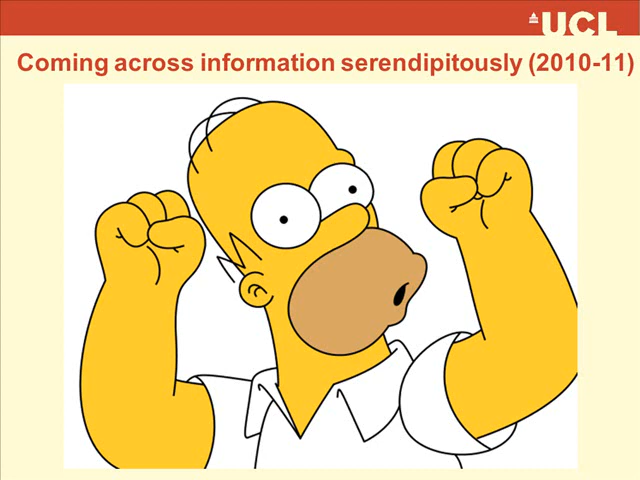 UCL
Coming across information serendipitously (2010-11)